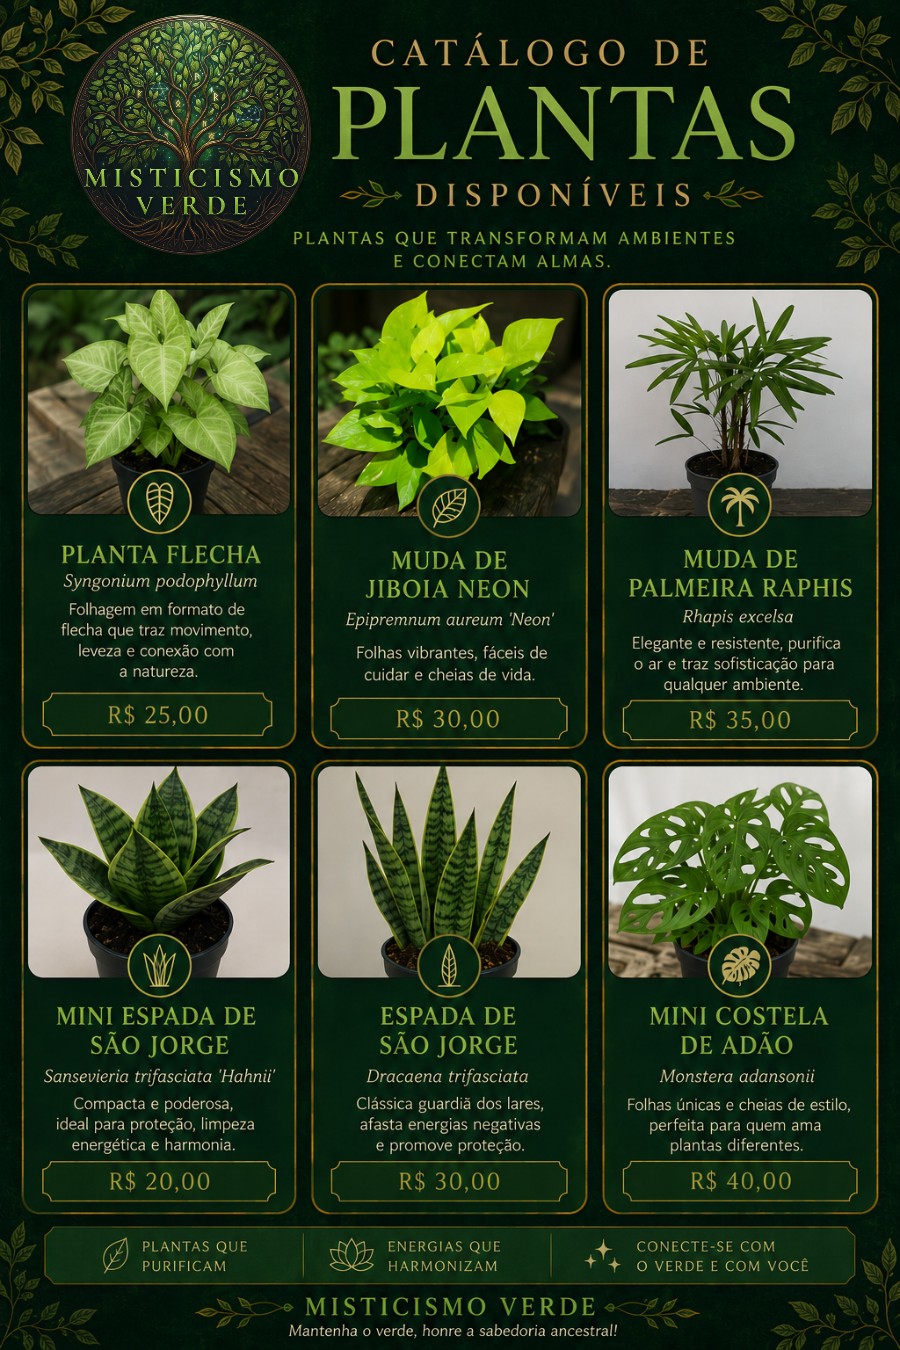 MISTICISMO
VERDE
CATÁLOGO DE
PLANTAS
DISPONÍVEIS
PLANTAS QUE TRANSFORMAM AMBIENTES
E CONECTAM ALMAS.
PLANTA FLECHA
Syngonium podophyllum
Folhagem em formato de
flecha que traz movimento,
leveza e conexão com
a natureza.
R$ 25,00
MUDA DE
JIBOIA NEON
Epipremnum aureum 'Neon'
Folhas vibrantes, fáceis de
cuidar e cheias de vida.
R$ 30,00
MUDA DE
PALMEIRA RAPHIS
Rhapis excelsa
Elegante e resistente, purifica
o ar e traz sofisticação para
qualquer ambiente.
R$ 35,00
MINI ESPADA DE
SÃO JORGE
Sansevieria trifasciata 'Hahnii'
Compacta e poderosa,
ideal para proteção, limpeza
energética e harmonia.
R$ 20,00
ESPADA DE
SÃO JORGE
Dracaena trifasciata
Clássica guardiã dos lares,
afasta energias negativas
e promove proteção.
R$ 30,00
MINI COSTELA
DE ADÃO
Monstera adansonii
Folhas únicas e cheias de estilo,
perfeita para quem ama
plantas diferentes.
R$ 40,00
PLANTAS QUE
PURIFICAM
ENERGIAS QUE
HARMONIZAM
CONECTE-SE COM
O VERDE E COM VOCÊ
MISTICISMO VERDE
Mantenha o verde, honre a sabedoria ancestral!